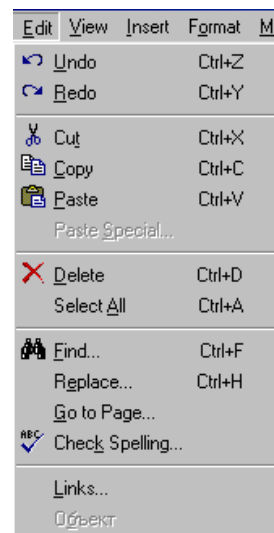 Edit View Insert Format M
Undo Ctrl+Z
Redo Ctrl+Y
Cut Ctrl+X
Copy Ctrl+C
Paste Ctrl+V
Paste Special...
Delete Ctrl+D
Select All Ctrl+A
Find... Ctrl+F
Replace... Ctrl+H
Go to Page...
ABC Check Spelling...
Links...
Объект